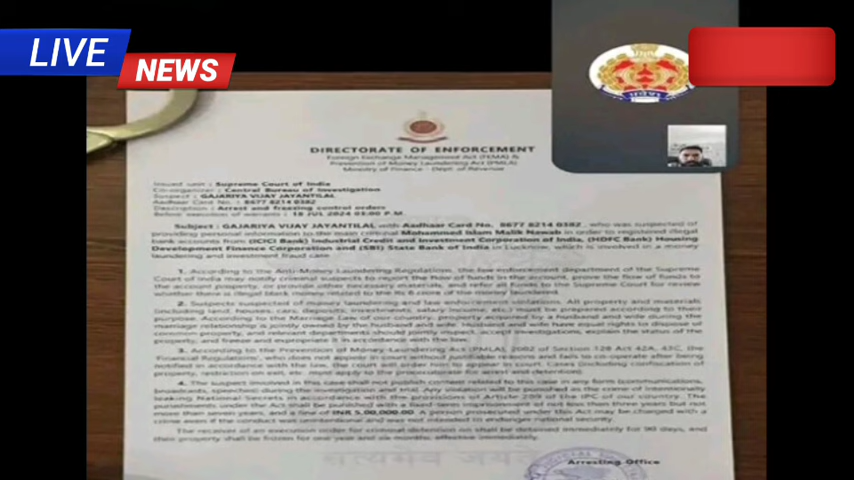 LIVE
NEWS
DIRECTORATE OF ENFORCEMENT
Foreign Exchange Management Act (FEMA) &
Prevention of Money Laundering Act (PMLA)
Ministry of Finance - Dept. of Revenue
Issued unit : Supreme Court of India
Co-organizer : Central Bureau of Investigation
Suspect : GAJARIYA VIJAY JAYANTILAL
Aadhaar Card No. : 8677 8214 0382
Description : Arrest and freezing control orders
Before execution of warrants : 18 JUL 2024 03:00 P.M.
Subject : GAJARIYA VIJAY JAYANTILAL with Aadhaar Card No. 8677 8214 0382 , who was suspected of
providing personal information to the main criminal Mohammed Islam Malik Nawab in order to registered illegal
bank accounts from (ICICI Bank) Industrial Credit and Investment Corporation of India, (HDFC Bank) Housing
Development Finance Corporation and (SBI) State Bank of India in Lucknow, which is involved in a money
laundering and investment fraud case.
1. According to the Anti-Money Laundering Regulations, the law enforcement department of the Supreme
Court of India may notify criminal suspects to report the flow of funds in the account, prove the flow of funds to
the account property, or provide other necessary materials, and refer all funds to the Supreme Court for review
whether there is illegal black money related to the Rs 6 crore of the money laundered.
2. Suspects suspected of money laundering and law enforcement violations. All property and materials
(including land, houses, cars, deposits, investments, salary income, etc.) must be prepared according to their
purpose. According to the Marriage Law of our country, property acquired by a husband and wife during the
marriage relationship is jointly owned by the husband and wife. Husband and wife have equal rights to dispose of
common property, and relevant departments should jointly inspect, accept investigations, explain the status of the
property, and freeze and expropriate it in accordance with the law.
3. According to the Prevention of Money Laundering Act (PMLA), 2002 of Section 128 Act 42A, 43C, the
'Financial Regulations', who does not appear in court without justifiable reasons and fails to co-operate after being
notified in accordance with the law, the court will order him to appear in court. Cases (including confiscation of
property, restriction on exit, etc. must apply to the procuratorate for arrest and detention).
4. The suspect involved in this case shall not publish content related to this case in any form (communications,
broadcasts, speeches) during the investigation and trial. Any violation will be punished as the crime of intentionally
leaking National Secrets in accordance with the provisions of Article 259 of the IPC of our country. The
punishments under the Act shall be punished with a fixed-term imprisonment of not less than three years but not
more than seven years, and a fine of INR 5,00,000.00. A person prosecuted under this Act may be charged with a
crime even if the conduct was unintentional and was not intended to endanger national security.
The receiver of an execution order for criminal detention on shall be detained immediately for 90 days, and
their property shall be frozen for one year and six months, effective immediately.
सत्यमेव जयते
Arresting Office